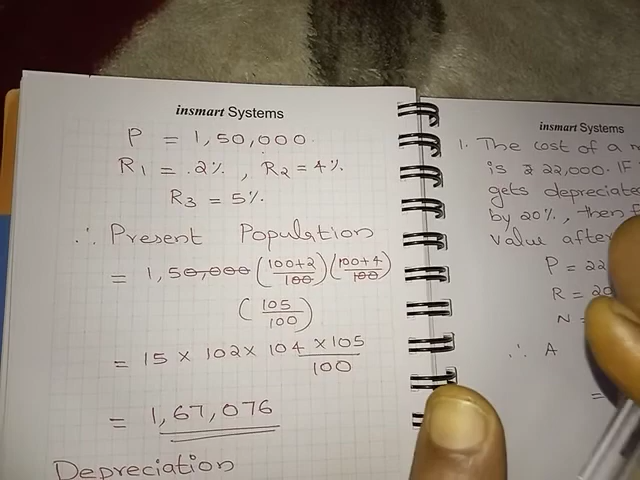 insmart Systems
P = 1,50,000.
R1 = .2%, R2 = 4%
R3 = 5%.
∴ Present Population
= 1,50,000 (100+2/100)(100+4/100)
(105/100)
= 15 × 102 × 104 × 105/100
= 1,67,076
Depreciation
insmart Systems
1. The cost of a
is ₹ 22,000. If
gets depreciated
by 20%, then
value after
P = 22
R = 20
N =
∴ A
=